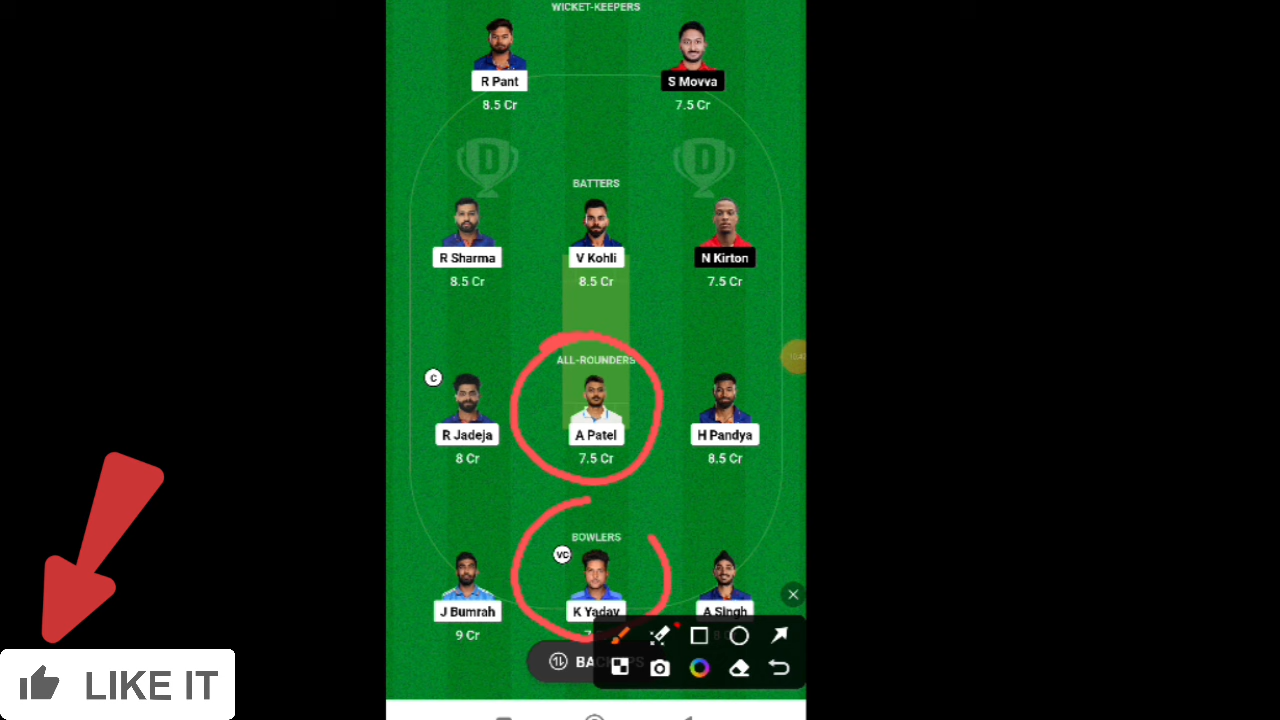 WICKET-KEEPERS
R Pant
S Movva
8.5 Cr
7.5 Cr
D
D
BATTERS
R Sharma
V Kohli
N Kirton
8.5 Cr
8.5 Cr
7.5 Cr
ALL-ROUNDERS
C
R Jadeja
A Patel
H Pandya
8 Cr
7.5 Cr
8.5 Cr
BOWLERS
VC
J Bumrah
K Yadav
A Singh
9 Cr
LIKE IT